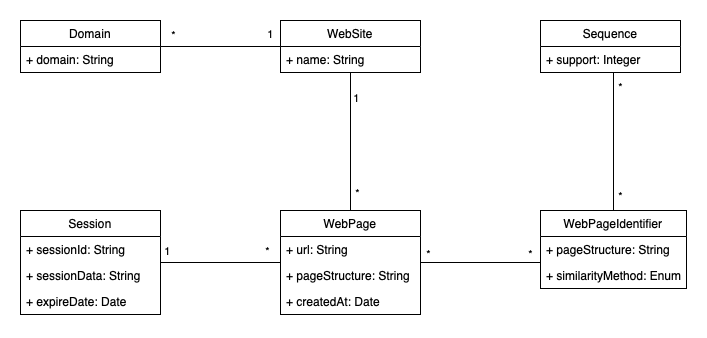 Domain
+ domain: String
*
1
WebSite
+ name: String
Sequence
+ support: Integer
1
*
*
*
Session
+ sessionId: String
+ sessionData: String
+ expireDate: Date
1
*
WebPage
+ url: String
+ pageStructure: String
+ createdAt: Date
*
*
WebPageIdentifier
+ pageStructure: String
+ similarityMethod: Enum